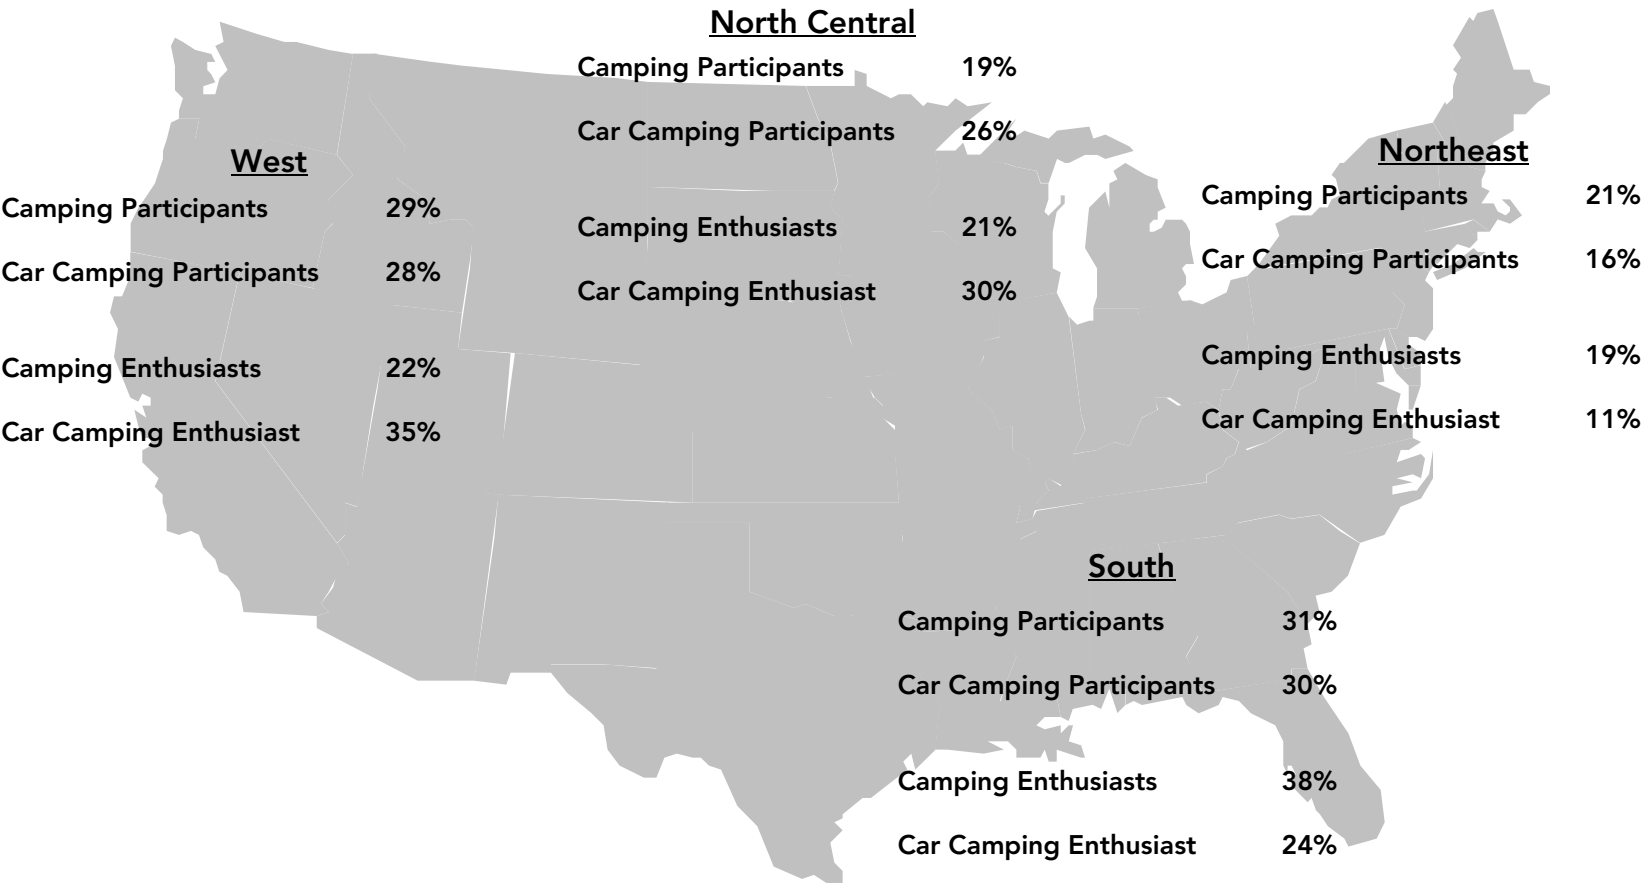 North Central
Camping Participants 19%
Car Camping Participants 26%
Camping Enthusiasts 21%
Car Camping Enthusiast 30%
West
Camping Participants 29%
Car Camping Participants 28%
Camping Enthusiasts 22%
Car Camping Enthusiast 35%
Northeast
Camping Participants 21%
Car Camping Participants 16%
Camping Enthusiasts 19%
Car Camping Enthusiast 11%
South
Camping Participants 31%
Car Camping Participants 30%
Camping Enthusiasts 38%
Car Camping Enthusiast 24%